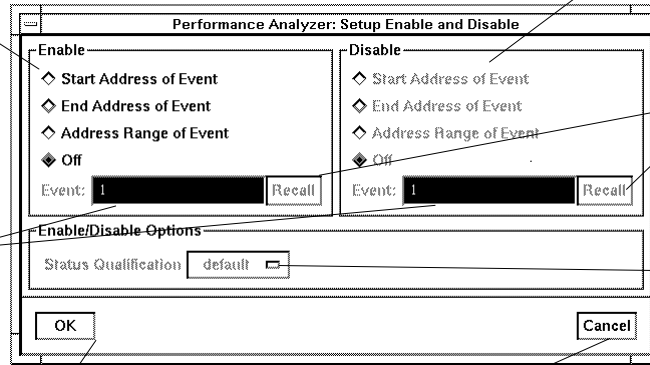 Performance Analyzer: Setup Enable and Disable
Enable
Start Address of Event
End Address of Event
Address Range of Event
Off
Event: 1 Recall
Disable
Start Address of Event
End Address of Event
Address Range of Event
Off
Event: 1 Recall
Enable/Disable Options
Status Qualification default
OK
Cancel